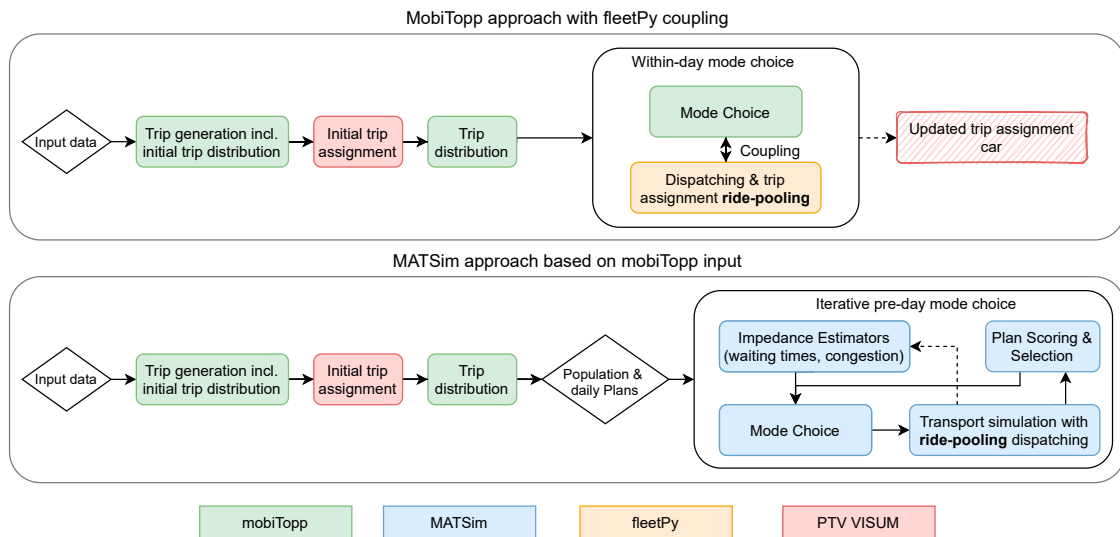 MobiTopp approach with fleetPy coupling
Input data
Trip generation incl.
initial trip distribution
Initial trip
assignment
Trip
distribution
Within-day mode choice
Mode Choice
Coupling
Dispatching & trip
assignment ride-pooling
Updated trip assignment
car
MATSim approach based on mobiTopp input
Input data
Trip generation incl.
initial trip distribution
Initial trip
assignment
Trip
distribution
Population &
daily Plans
Iterative pre-day mode choice
Impedance Estimators
(waiting times, congestion)
Plan Scoring &
Selection
Mode Choice
Transport simulation with
ride-pooling dispatching
mobiTopp
MATSim
fleetPy
PTV VISUM